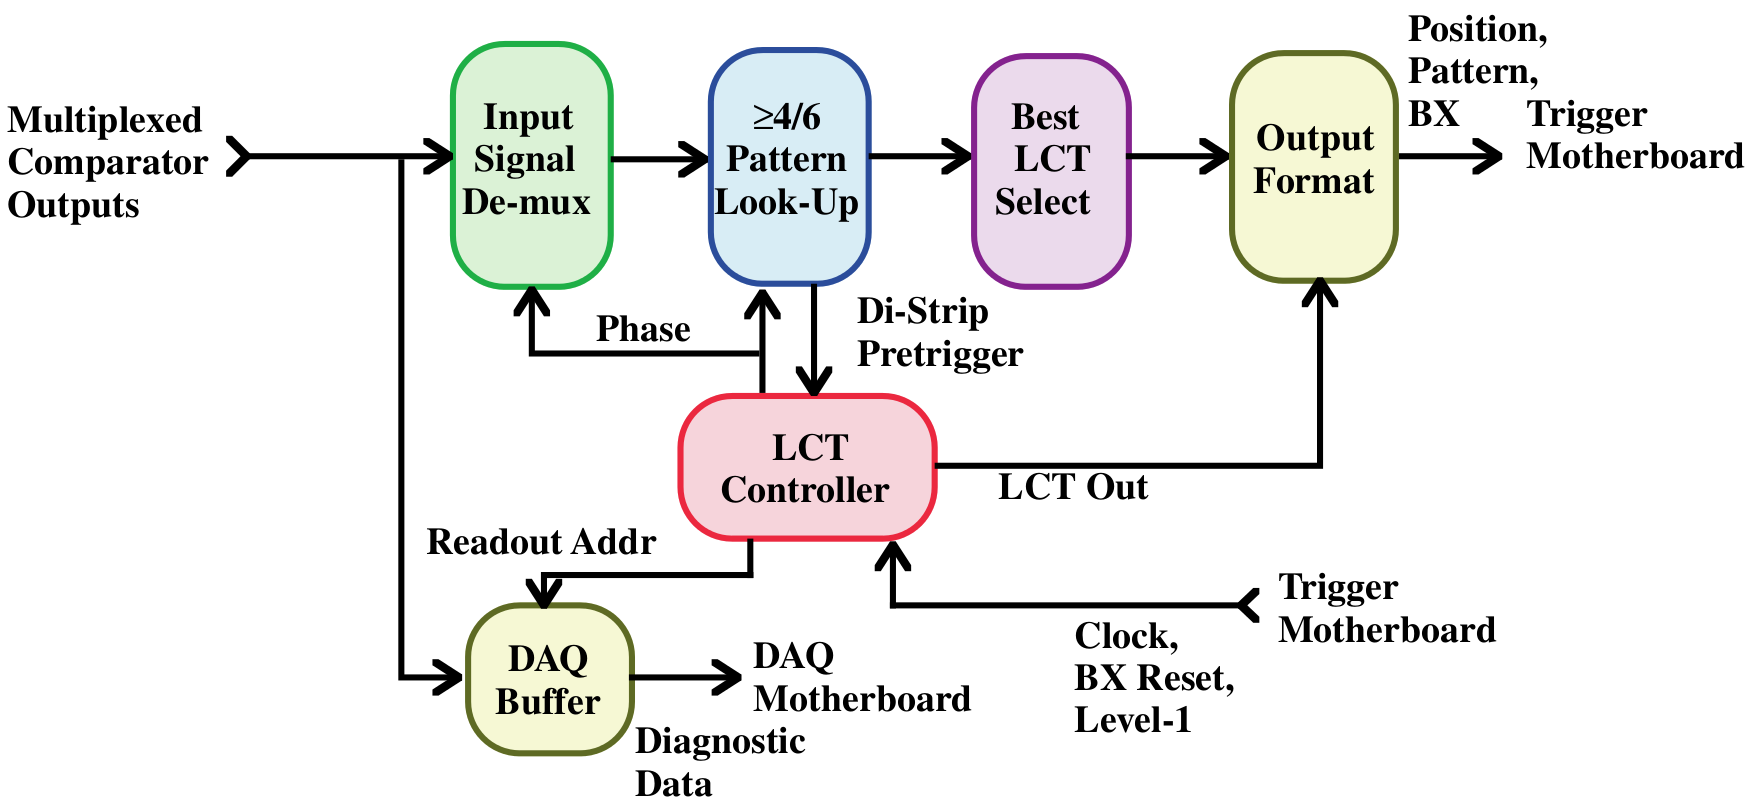 Multiplexed
Comparator
Outputs
Input
Signal
De-mux
≥4/6
Pattern
Look-Up
Best
LCT
Select
Output
Format
Position,
Pattern,
BX
Trigger
Motherboard
Phase
Di-Strip
Pretrigger
LCT
Controller
LCT Out
Readout Addr
DAQ
Buffer
DAQ
Motherboard
Diagnostic
Data
Clock,
BX Reset,
Level-1
Trigger
Motherboard